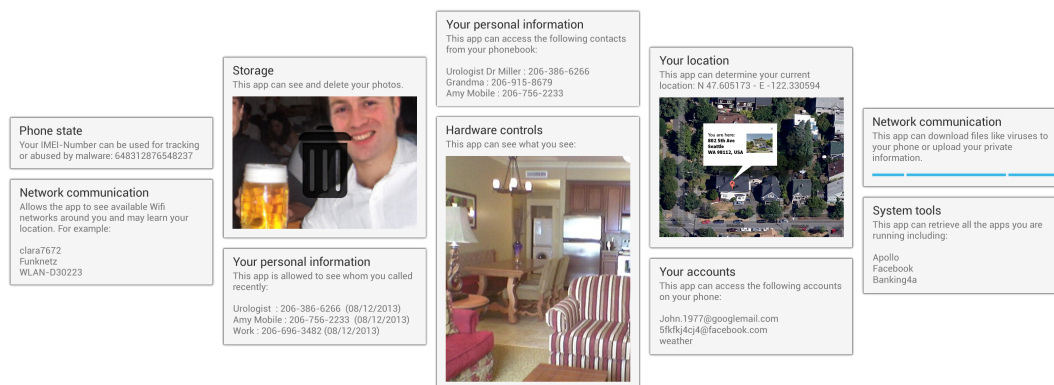 Phone state
Your IMEI-Number can be used for tracking
or abused by malware: 648312876548237
Network communication
Allows the app to see available Wifi
networks around you and may learn your
location. For example:
clara7672
Funknetz
WLAN-D30223
Storage
This app can see and delete your photos.
Your personal information
This app is allowed to see whom you called
recently:
Urologist : 206-386-6266 (08/12/2013)
Amy Mobile : 206-756-2233 (08/12/2013)
Work : 206-696-3482 (08/12/2013)
Your personal information
This app can access the following contacts
from your phonebook:
Urologist Dr Miller : 206-386-6266
Grandma : 206-915-8679
Amy Mobile : 206-756-2233
Hardware controls
This app can see what you see:
Your location
This app can determine your current
location: N 47.605173 - E -122.330594
You are here:
802 5th Ave
Seattle
WA 98112, USA
Your accounts
This app can access the following accounts
on your phone:
John.1977@googlemail.com
5fkfkj4cj4@facebook.com
weather
Network communication
This app can download files like viruses to
your phone or upload your private
information.
System tools
This app can retrieve all the apps you are
running including:
Apollo
Facebook
Banking4a